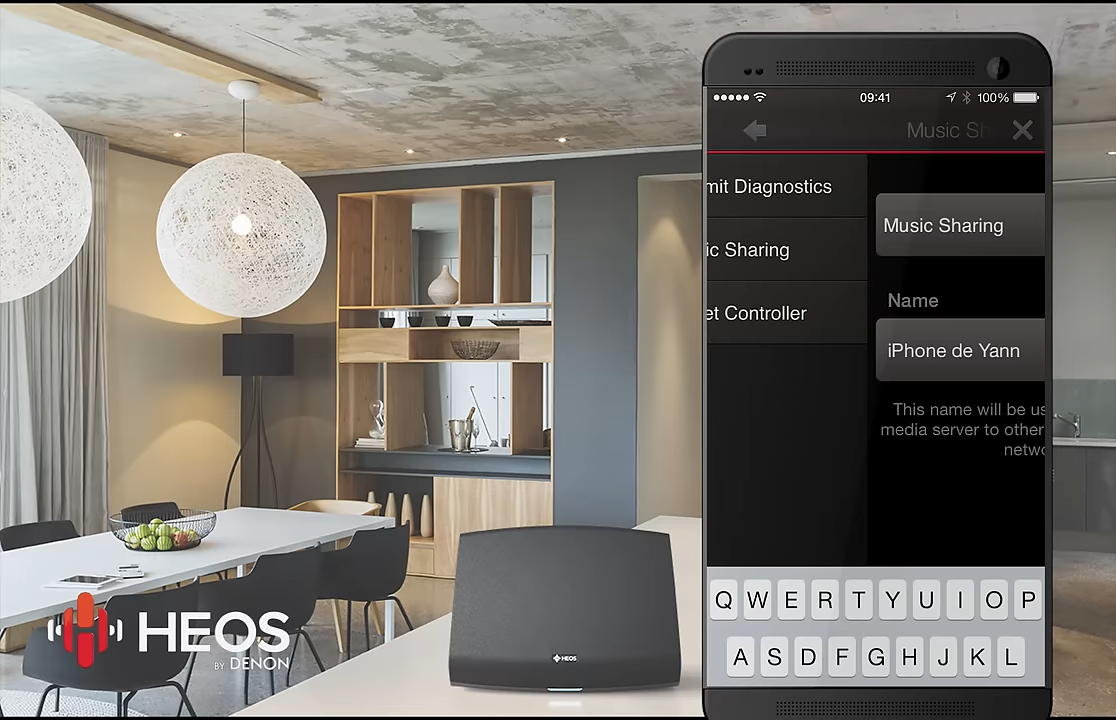 09:41
100%
Music Sh
mit Diagnostics
ic Sharing
et Controller
Music Sharing
Name
iPhone de Yann
This name will be us
media server to other
netwo
Q W E R T Y U I O P
A S D F G H J K L
HEOS
BY DENON
HEOS